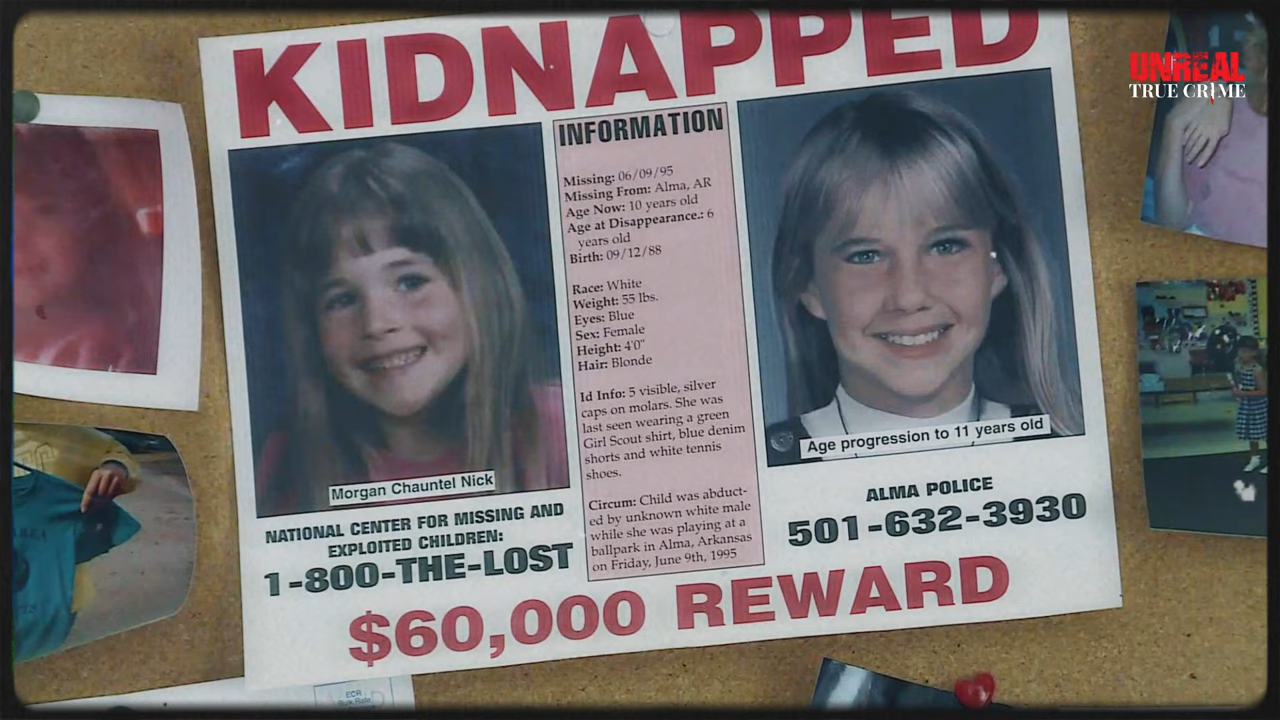 KIDNAPPED
UNREAL
TRUE CRIME
INFORMATION
Missing: 06/09/95
Missing From: Alma, AR
Age Now: 10 years old
Age at Disappearance.: 6
years old
Birth: 09/12/88
Race: White
Weight: 55 lbs.
Eyes: Blue
Sex: Female
Height: 4'0"
Hair: Blonde
Id Info: 5 visible, silver
caps on molars. She was
last seen wearing a green
Girl Scout shirt, blue denim
shorts and white tennis
shoes.
Circum: Child was abduct-
ed by unknown white male
while she was playing at a
ballpark in Alma, Arkansas
on Friday, June 9th, 1995
Morgan Chauntel Nick
NATIONAL CENTER FOR MISSING AND
EXPLOITED CHILDREN:
1-800-THE-LOST
Age progression to 11 years old
ALMA POLICE
501-632-3930
$60,000 REWARD
ECR